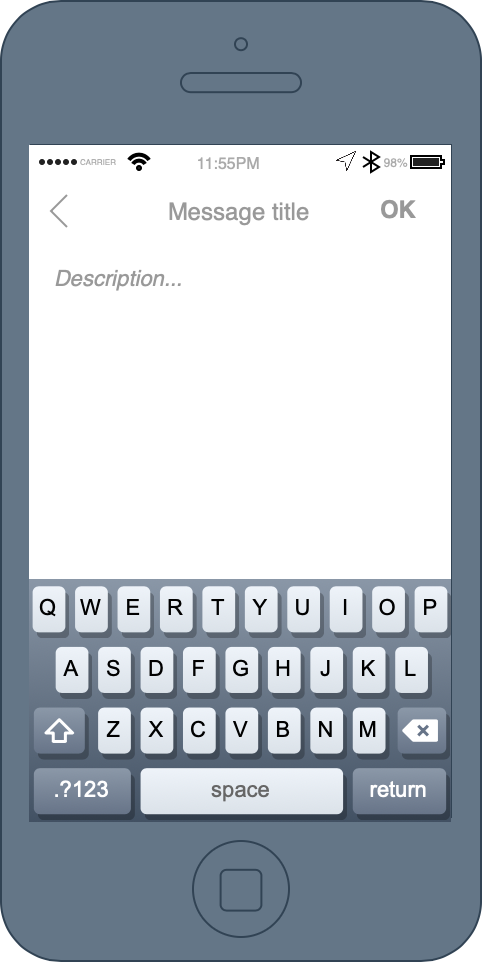 CARRIER 11:55PM 98%
Message title OK
Description...
Q W E R T Y U I O P
A S D F G H J K L
Z X C V B N M
.?123 space return